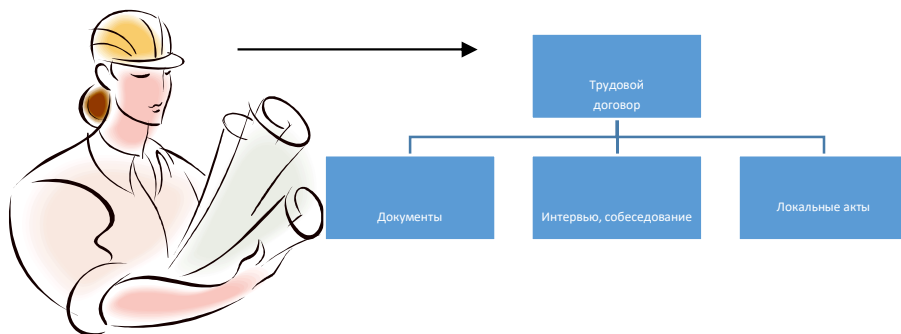 Трудовой
договор
Документы
Интервью, собеседование
Локальные акты